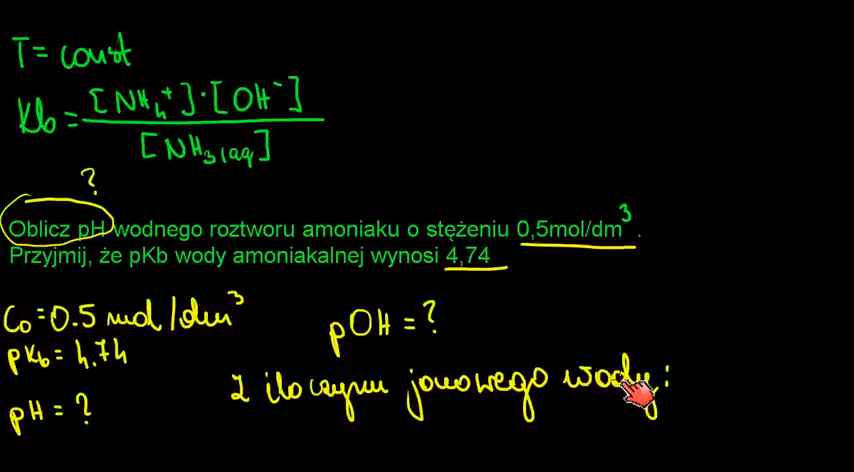 T = const
Kb = [NH4+]·[OH-] / [NH3(aq]
?
Oblicz pH wodnego roztworu amoniaku o stężeniu 0,5mol/dm3.
Przyjmij, że pKb wody amoniakalnej wynosi 4,74
Co=0.5 mol/dm3
pKb = 4.74
pH = ?
pOH = ?
z iloczynu jonowego wody: